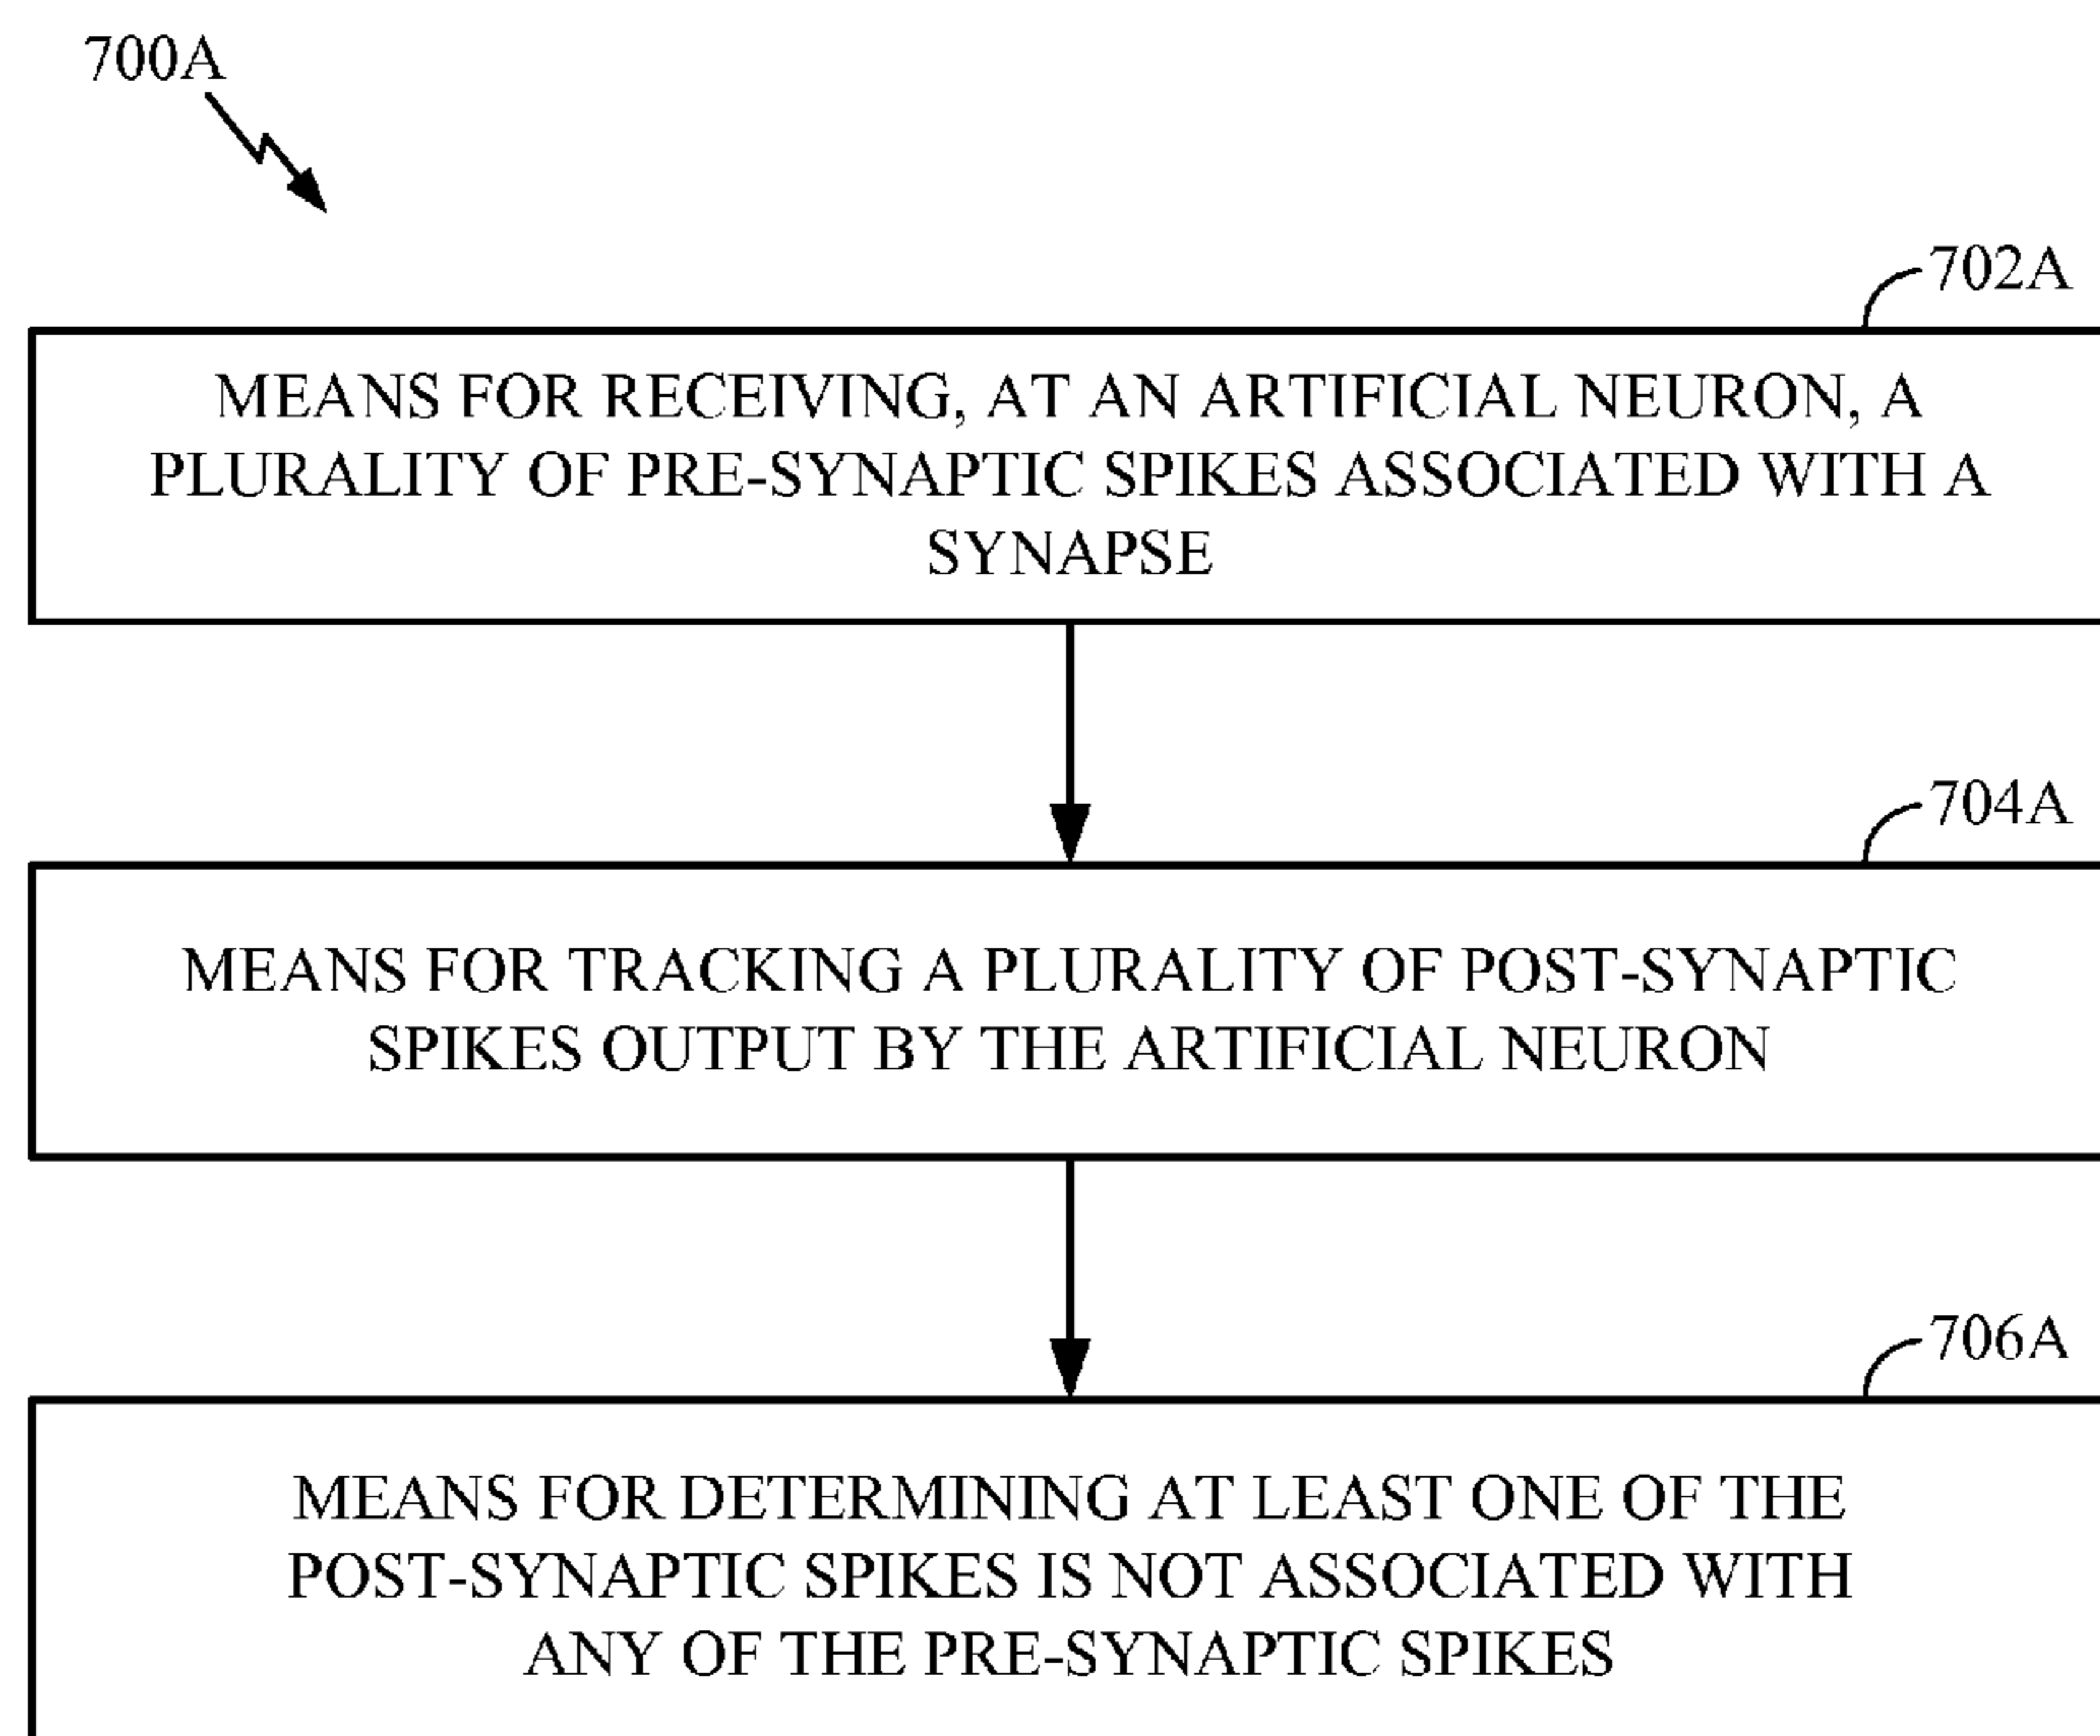 700A
702A
MEANS FOR RECEIVING, AT AN ARTIFICIAL NEURON, A
PLURALITY OF PRE-SYNAPTIC SPIKES ASSOCIATED WITH A
SYNAPSE
704A
MEANS FOR TRACKING A PLURALITY OF POST-SYNAPTIC
SPIKES OUTPUT BY THE ARTIFICIAL NEURON
706A
MEANS FOR DETERMINING AT LEAST ONE OF THE
POST-SYNAPTIC SPIKES IS NOT ASSOCIATED WITH
ANY OF THE PRE-SYNAPTIC SPIKES